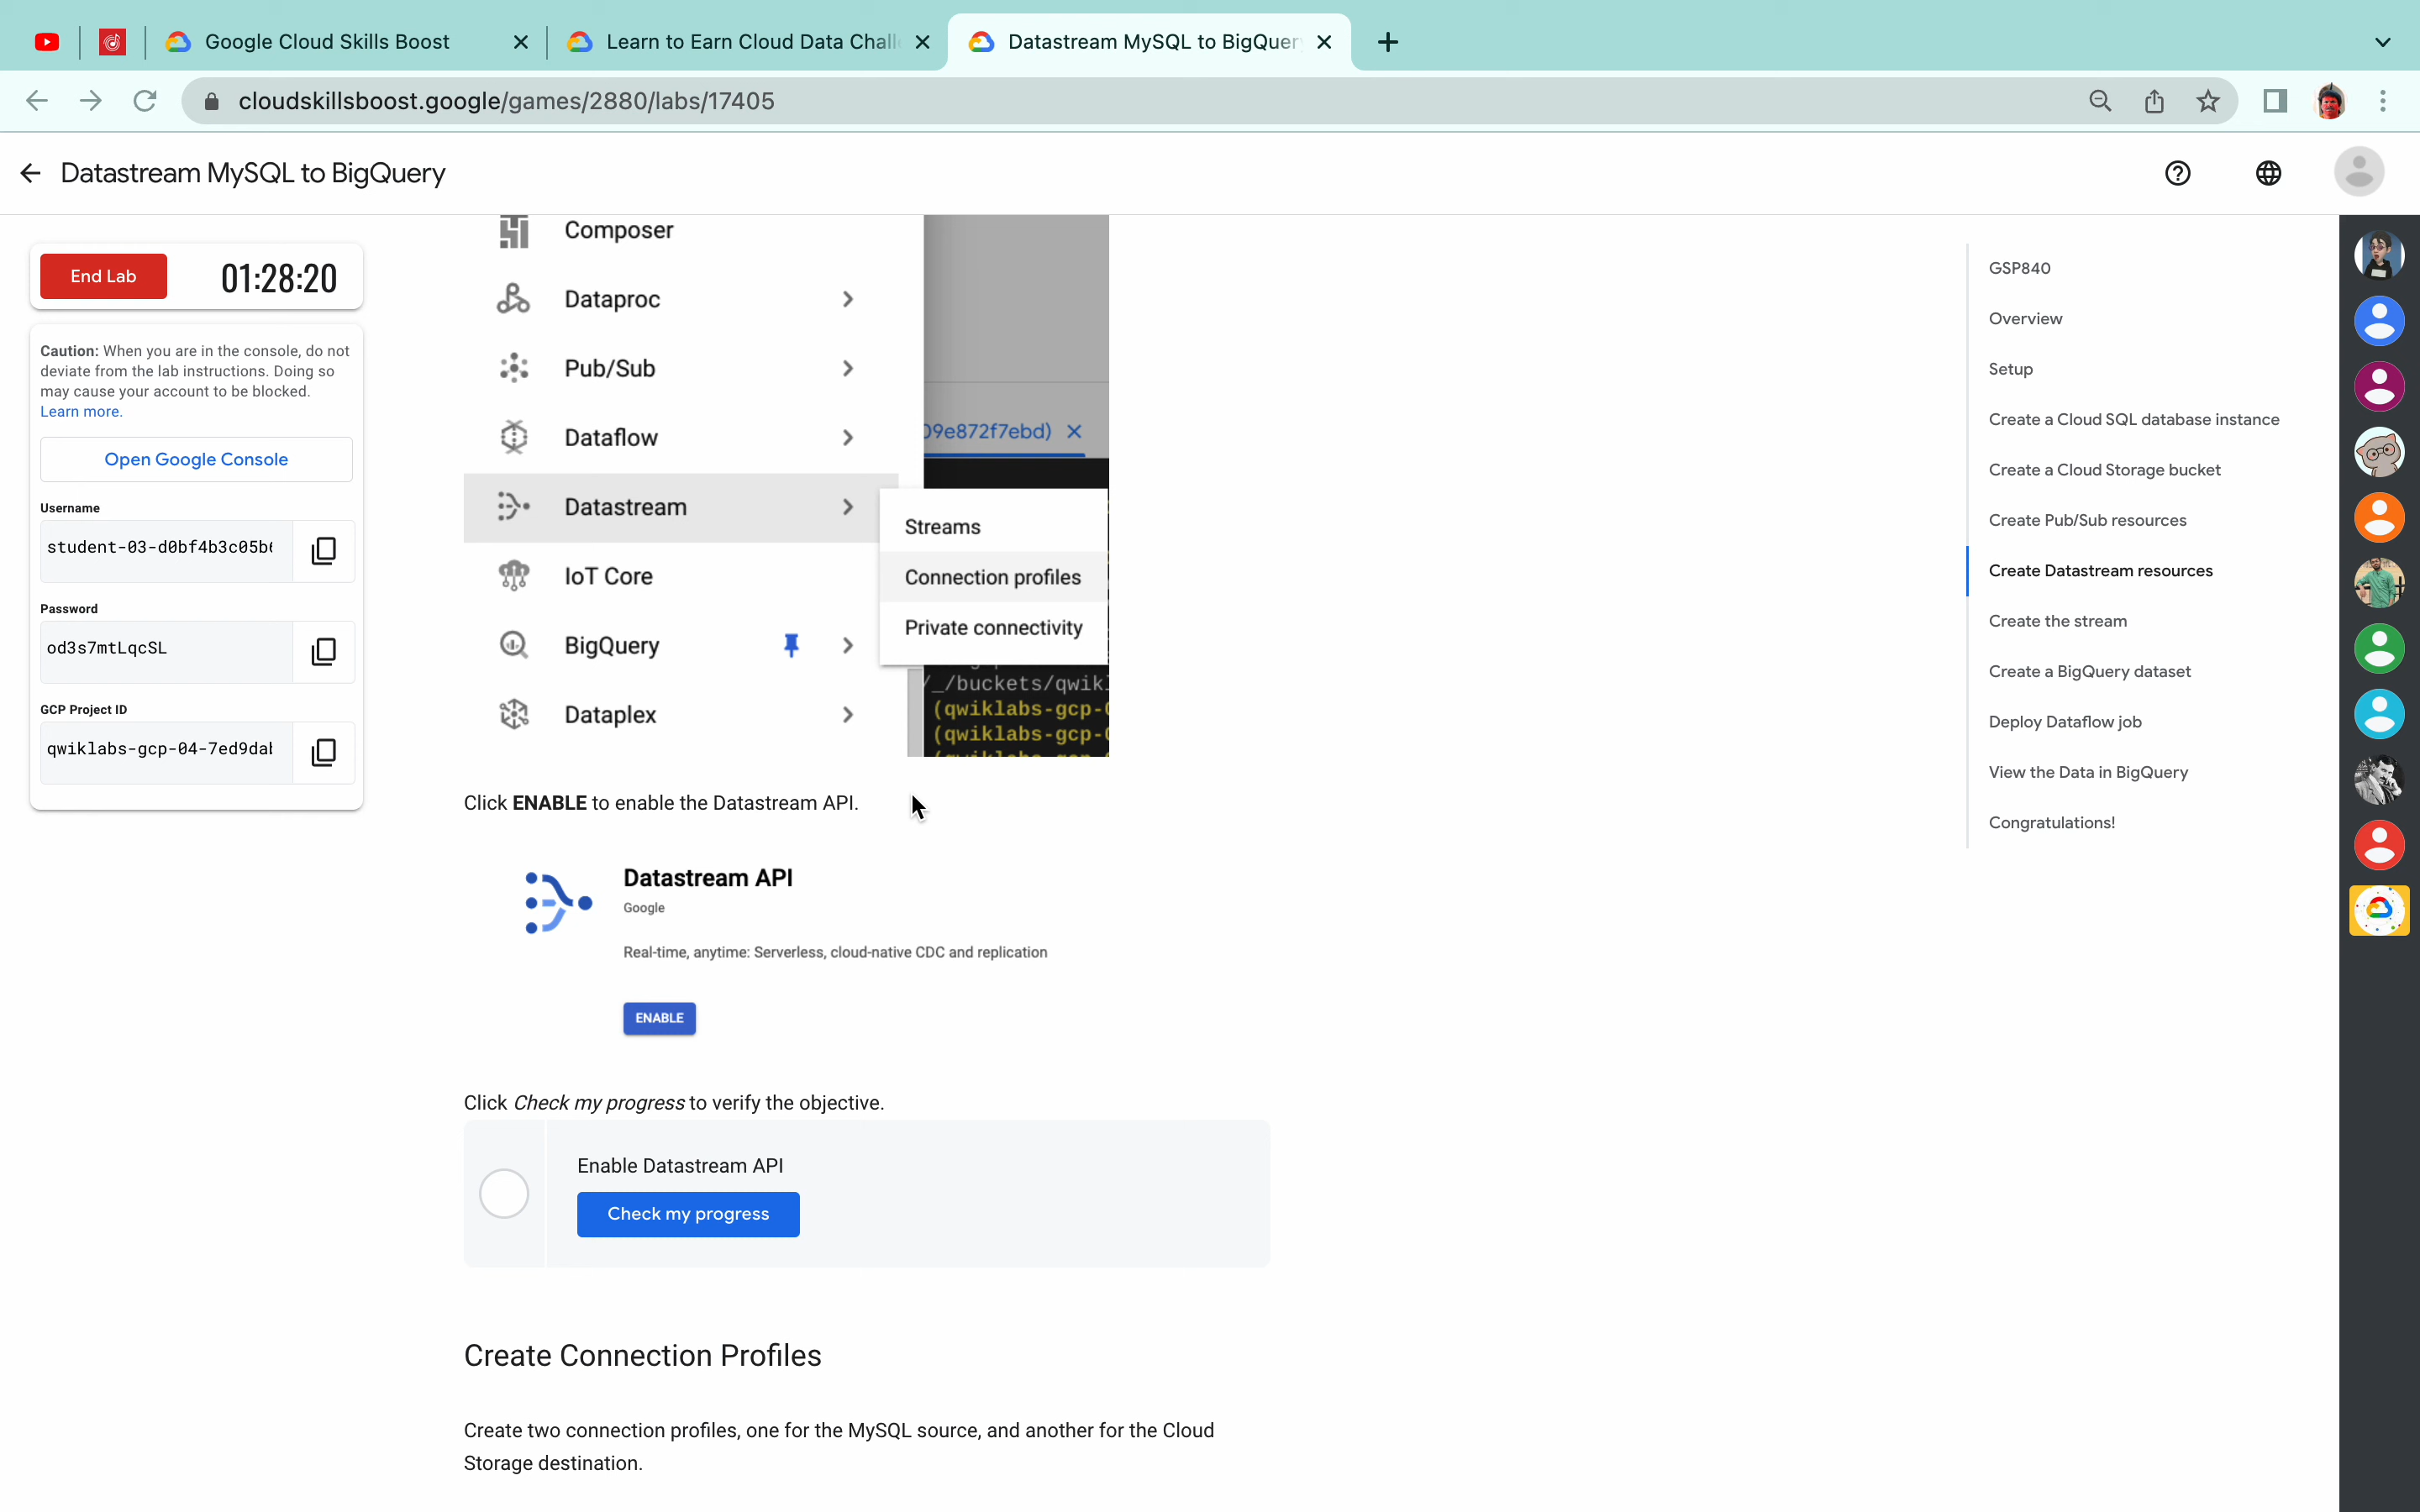 Google Cloud Skills Boost
Learn to Earn Cloud Data Chall
Datastream MySQL to BigQuer
cloudskillsboost.google/games/2880/labs/17405
Datastream MySQL to BigQuery
End Lab
01:28:20
Caution: When you are in the console, do not
deviate from the lab instructions. Doing so
may cause your account to be blocked.
Learn more.
Open Google Console
Username
student-03-d0bf4b3c05b
Password
od3s7mtLqcSL
GCP Project ID
qwiklabs-gcp-04-7ed9dab
Composer
Dataproc
Pub/Sub
Dataflow
Datastream
IoT Core
BigQuery
Dataplex
09e872f7ebd)
Streams
Connection profiles
Private connectivity
/_/buckets/qwikl
(qwiklabs-gcp-0
(qwiklabs-gcp-0
Click ENABLE to enable the Datastream API.
Datastream API
Google
Real-time, anytime: Serverless, cloud-native CDC and replication
ENABLE
Click Check my progress to verify the objective.
Enable Datastream API
Check my progress
Create Connection Profiles
Create two connection profiles, one for the MySQL source, and another for the Cloud
Storage destination.
GSP840
Overview
Setup
Create a Cloud SQL database instance
Create a Cloud Storage bucket
Create Pub/Sub resources
Create Datastream resources
Create the stream
Create a BigQuery dataset
Deploy Dataflow job
View the Data in BigQuery
Congratulations!